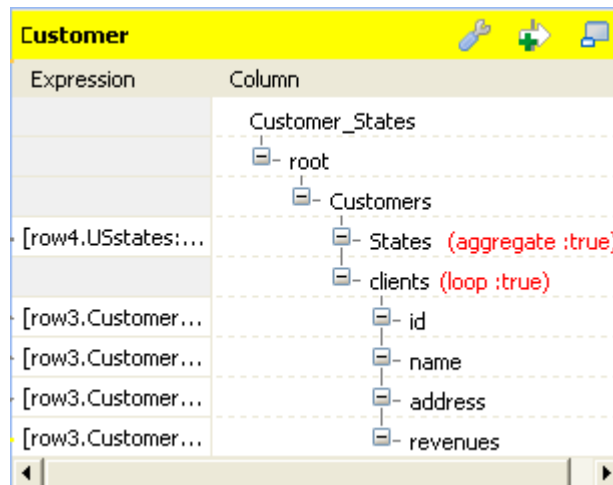 Customer
Expression Column
Customer_States
root
Customers
[row4.USstates:... States (aggregate :true)
clients (loop :true)
[row3.Customer... id
[row3.Customer... name
[row3.Customer... address
[row3.Customer... revenues